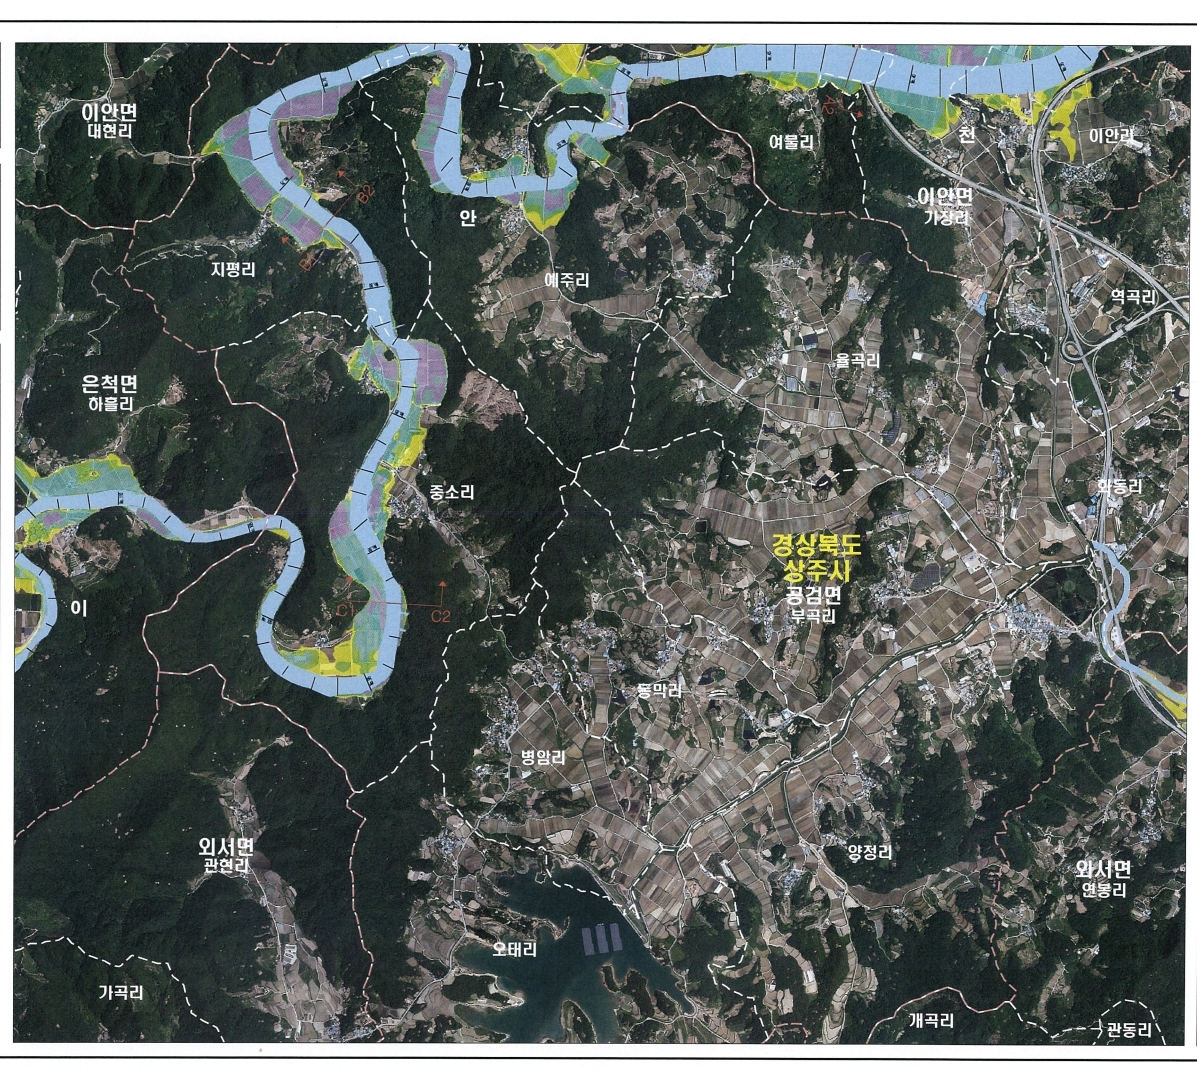 이안면
대현리
여물리
천
이안리
이안면
가장리
안
지평리
예주리
역곡리
B2
율곡리
은척면
하흘리
중소리
경상북도
상주시
공검면
부곡리
이
C1
C2
동막리
병암리
외서면
관현리
양정리
외서면
연봉리
오태리
가곡리
개곡리
관동리